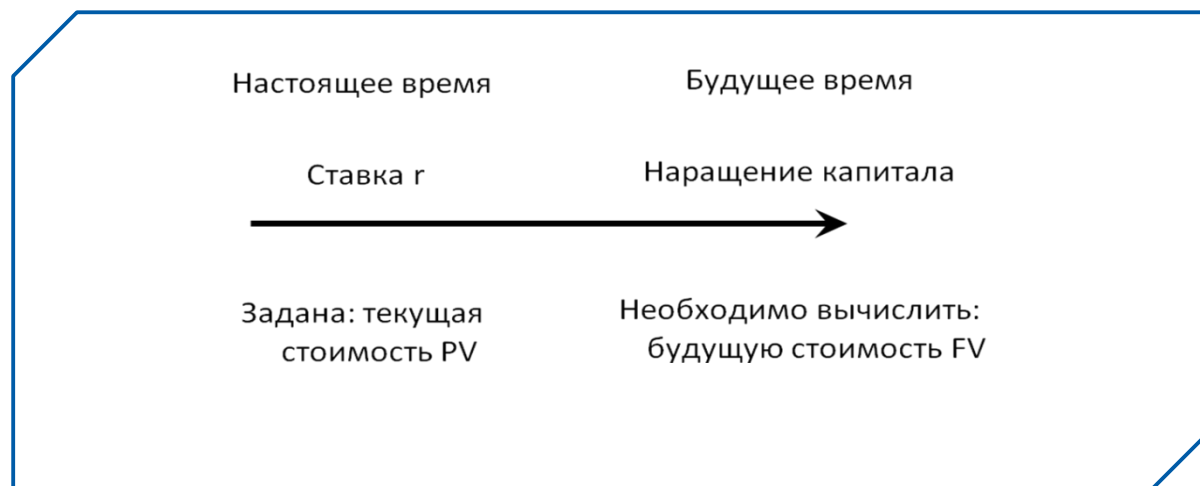 Настоящее время
Будущее время
Ставка r
Наращение капитала
Задана: текущая
стоимость PV
Необходимо вычислить:
будущую стоимость FV